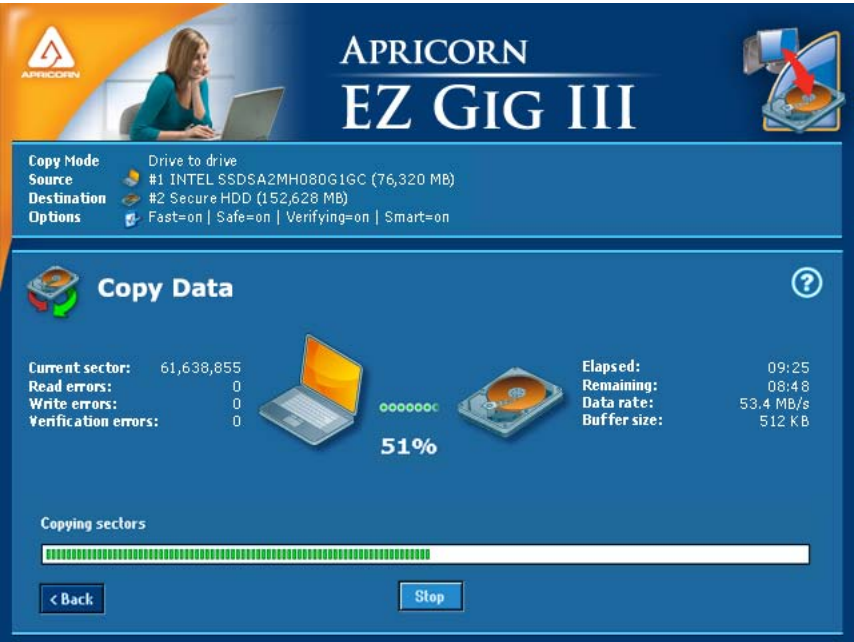 APRICORN
APRICORN
EZ GIG III
Copy Mode Drive to drive
Source #1 INTEL SSDSA2MH080G1GC (76,320 MB)
Destination #2 Secure HDD (152,628 MB)
Options Fast=on | Safe=on | Verifying=on | Smart=on
Copy Data
?
Current sector: 61,638,855
Read errors: 0
Write errors: 0
Verification errors: 0
51%
Elapsed: 09:25
Remaining: 08:48
Data rate: 53.4 MB/s
Buffer size: 512 KB
Copying sectors
< Back
Stop